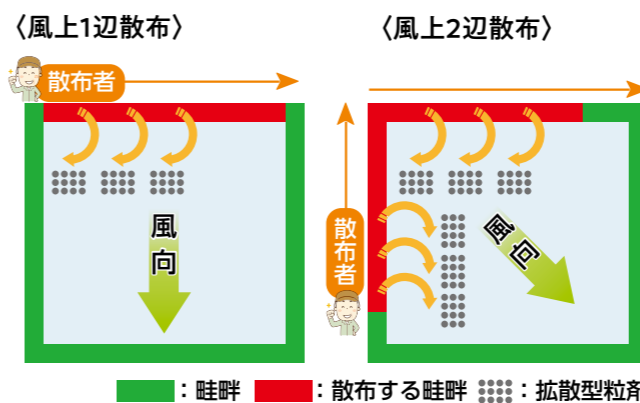 〈風上1辺散布〉
〈風上2辺散布〉
散布者
風向
散布者
風向
：畦畔 ：散布する畦畔 ：拡散型粒剤